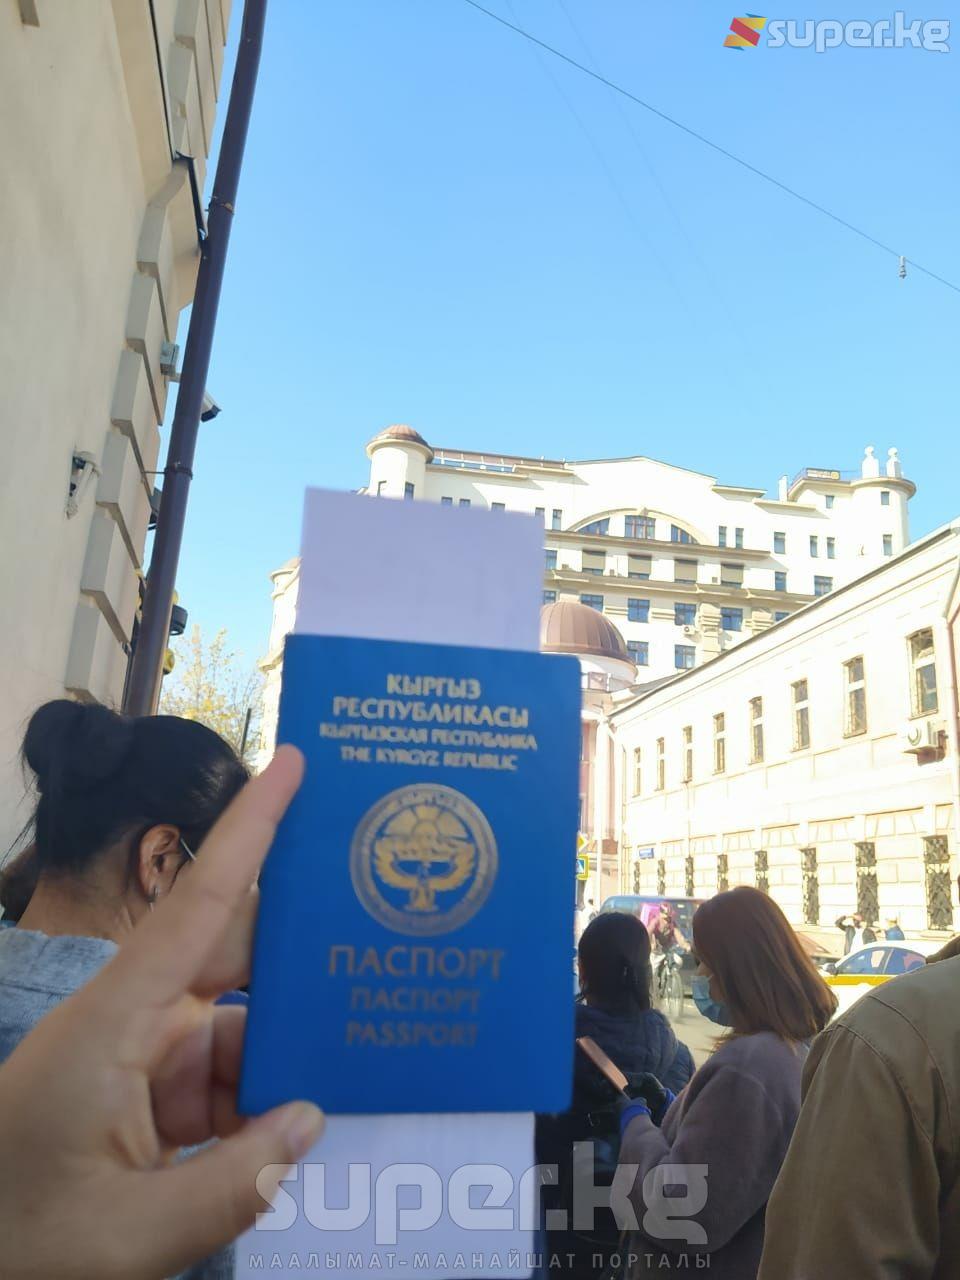 super.kg
КЫРГЫЗ
РЕСПУБЛИКАСЫ
КЫРГЫЗСКАЯ РЕСПУБЛИКА
THE KYRGYZ REPUBLIC
ПАСПОРТ
ПАСПОРТ
PASSPORT
super.kg
МААЛЫМАТ-МААНАЙШАТ ПОРТАЛЫ